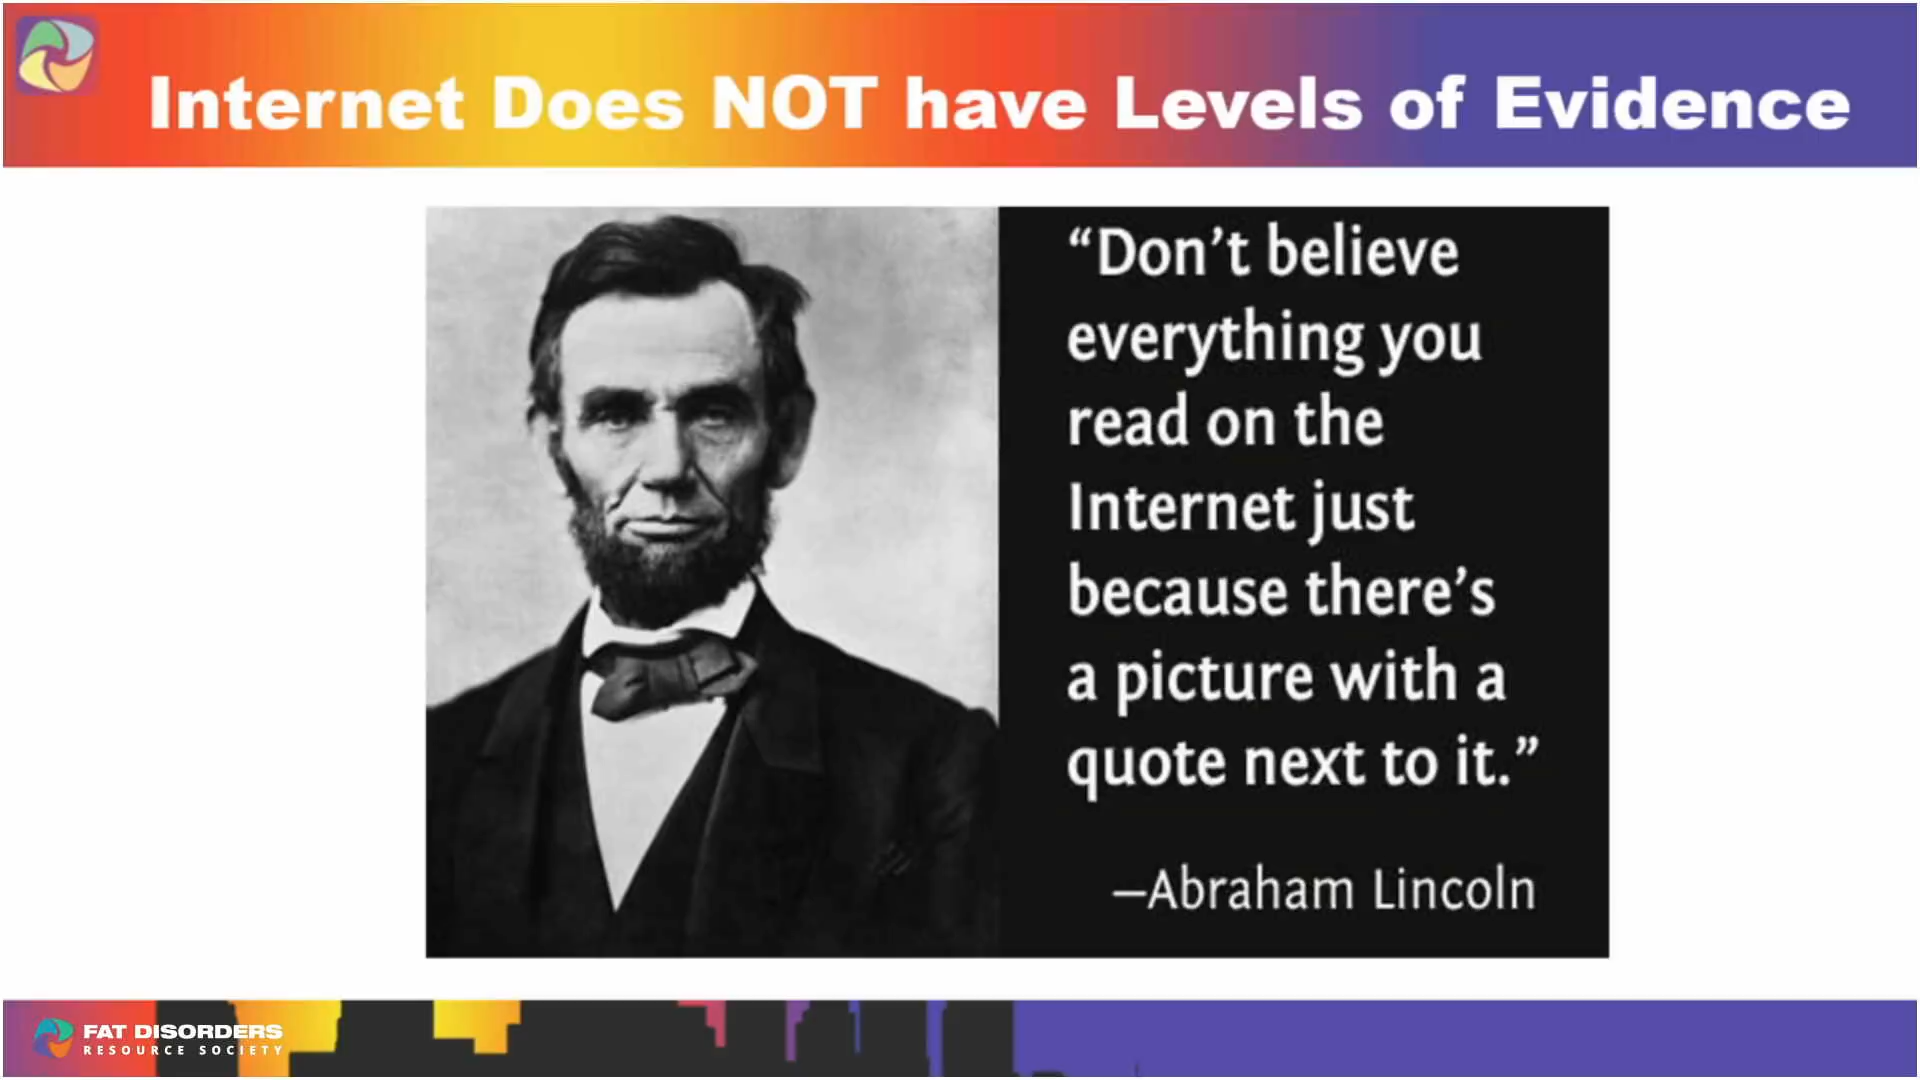 Internet Does NOT have Levels of Evidence
“Don’t believe
everything you
read on the
Internet just
because there’s
a picture with a
quote next to it.”
—Abraham Lincoln
FAT DISORDERS
RESOURCE SOCIETY